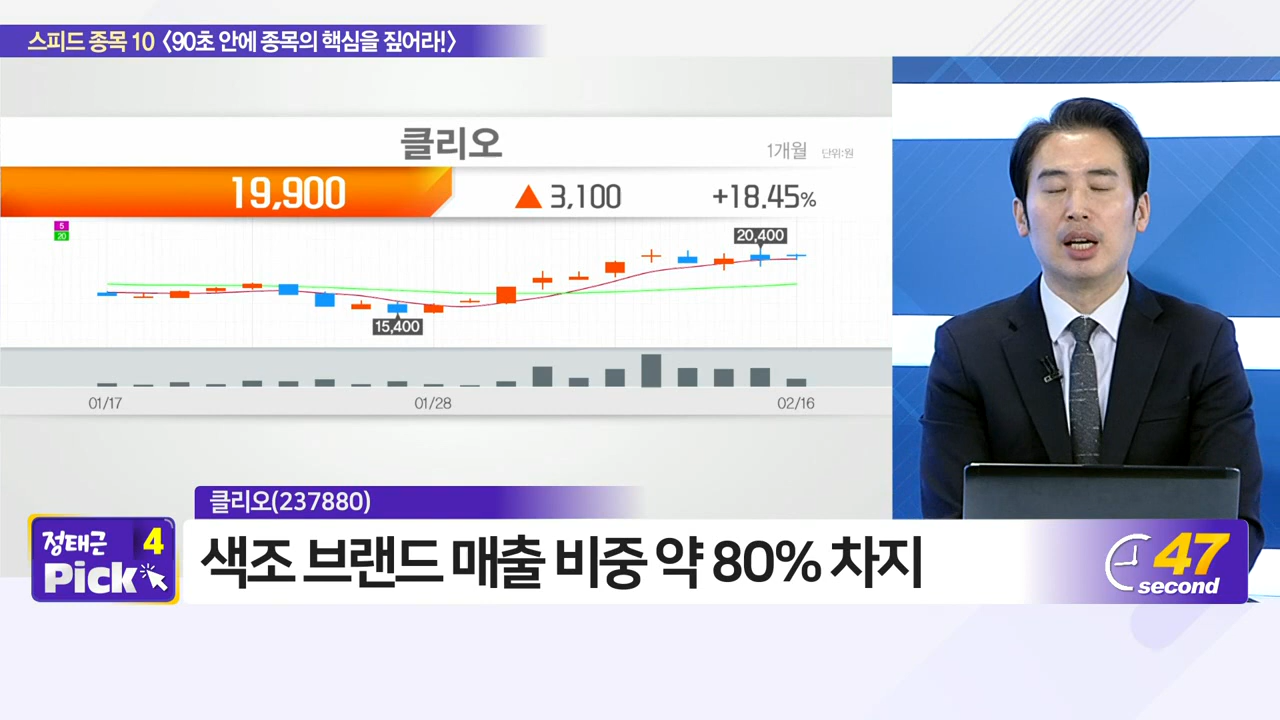 스피드 종목 10 <90초 안에 종목의 핵심을 짚어라!>
클리오
1개월 단위:원
19,900 ▲ 3,100 +18.45%
5
20
20,400
15,400
01/17 01/28 02/16
클리오(237880)
정태근 4
Pick
색조 브랜드 매출 비중 약 80% 차지
47
second